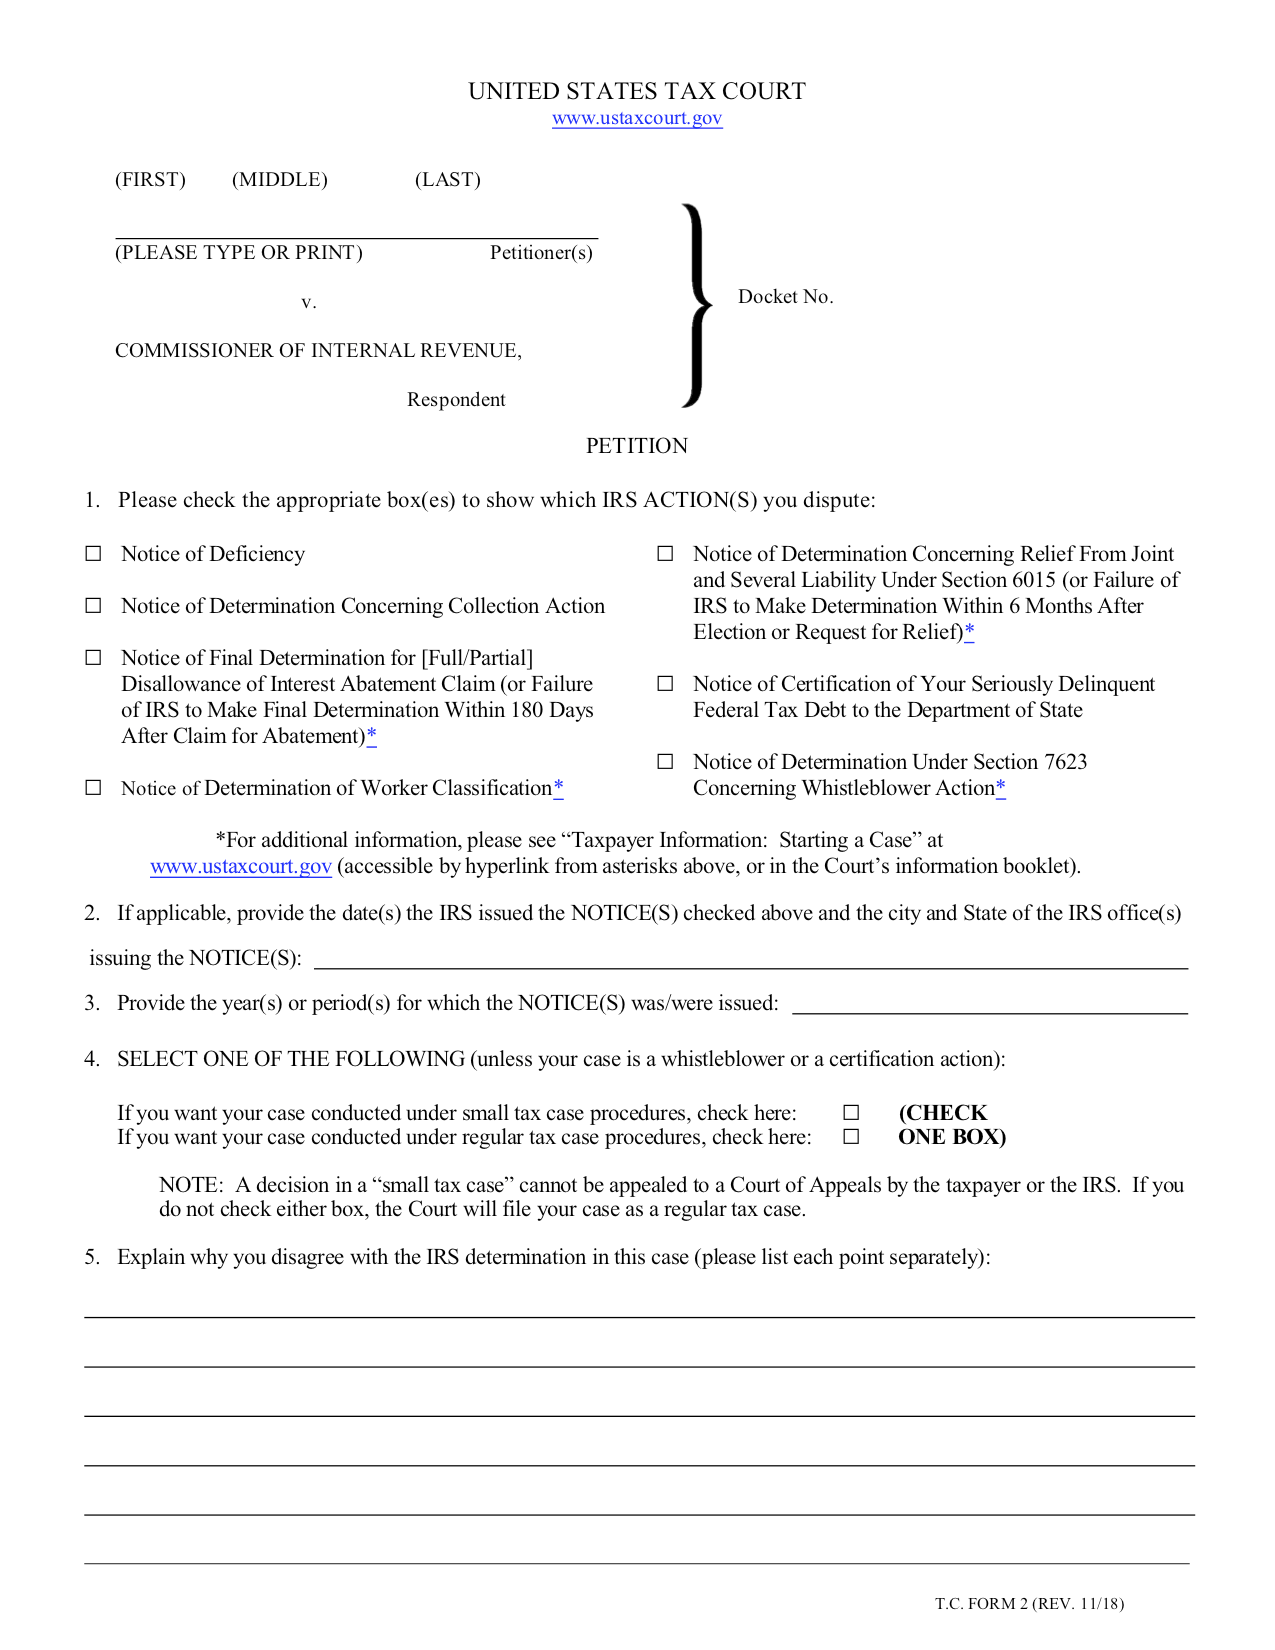 UNITED STATES TAX COURT
www.ustaxcourt.gov
(FIRST) (MIDDLE) (LAST)
(PLEASE TYPE OR PRINT) Petitioner(s)
v.
Docket No.
COMMISSIONER OF INTERNAL REVENUE,
Respondent
PETITION
1. Please check the appropriate box(es) to show which IRS ACTION(S) you dispute:
☐ Notice of Deficiency
☐ Notice of Determination Concerning Collection Action
☐ Notice of Final Determination for [Full/Partial]
Disallowance of Interest Abatement Claim (or Failure
of IRS to Make Final Determination Within 180 Days
After Claim for Abatement)*
☐ Notice of Determination of Worker Classification*
☐ Notice of Determination Concerning Relief From Joint
and Several Liability Under Section 6015 (or Failure of
IRS to Make Determination Within 6 Months After
Election or Request for Relief)*
☐ Notice of Certification of Your Seriously Delinquent
Federal Tax Debt to the Department of State
☐ Notice of Determination Under Section 7623
Concerning Whistleblower Action*
*For additional information, please see “Taxpayer Information:  Starting a Case” at
www.ustaxcourt.gov (accessible by hyperlink from asterisks above, or in the Court’s information booklet).
2. If applicable, provide the date(s) the IRS issued the NOTICE(S) checked above and the city and State of the IRS office(s)
issuing the NOTICE(S):
3. Provide the year(s) or period(s) for which the NOTICE(S) was/were issued:
4. SELECT ONE OF THE FOLLOWING (unless your case is a whistleblower or a certification action):
If you want your case conducted under small tax case procedures, check here: ☐ (CHECK
If you want your case conducted under regular tax case procedures, check here: ☐ ONE BOX)
NOTE:  A decision in a “small tax case” cannot be appealed to a Court of Appeals by the taxpayer or the IRS.  If you
do not check either box, the Court will file your case as a regular tax case.
5. Explain why you disagree with the IRS determination in this case (please list each point separately):
T.C. FORM 2 (REV. 11/18)